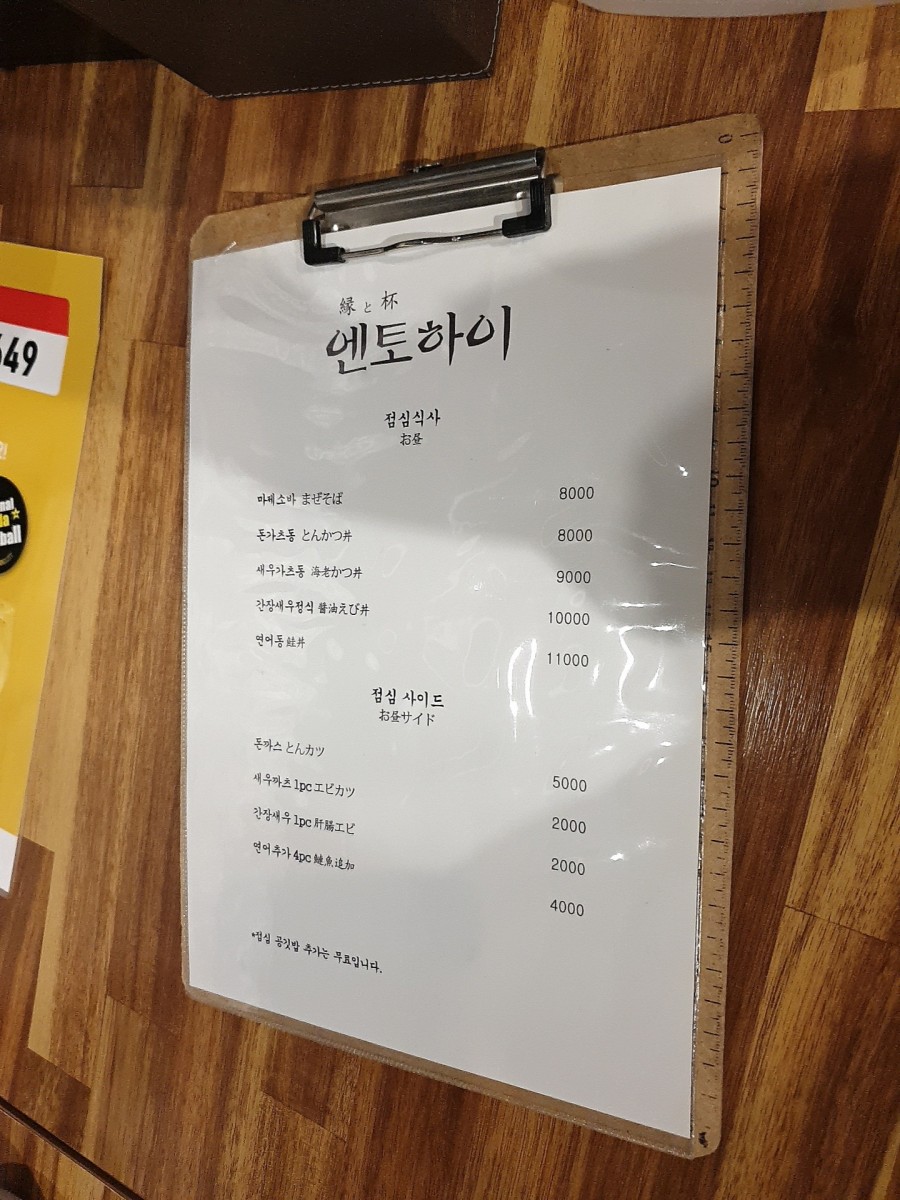 縁と杯
엔토하이
점심식사
お昼
마제소바 まぜそば 8000
돈가츠동 とんかつ丼 8000
새우가츠동 海老かつ丼 9000
간장새우정식 醤油えび丼 10000
연어동 鮭丼 11000
점심 사이드
お昼サイド
돈까스 とんカツ 5000
새우까츠 1pc エビカツ 2000
간장새우 1pc 肝腸エビ 2000
연어추가 4pc 鰱魚追加 4000
*점심 공깃밥 추가는 무료입니다.
649
ball